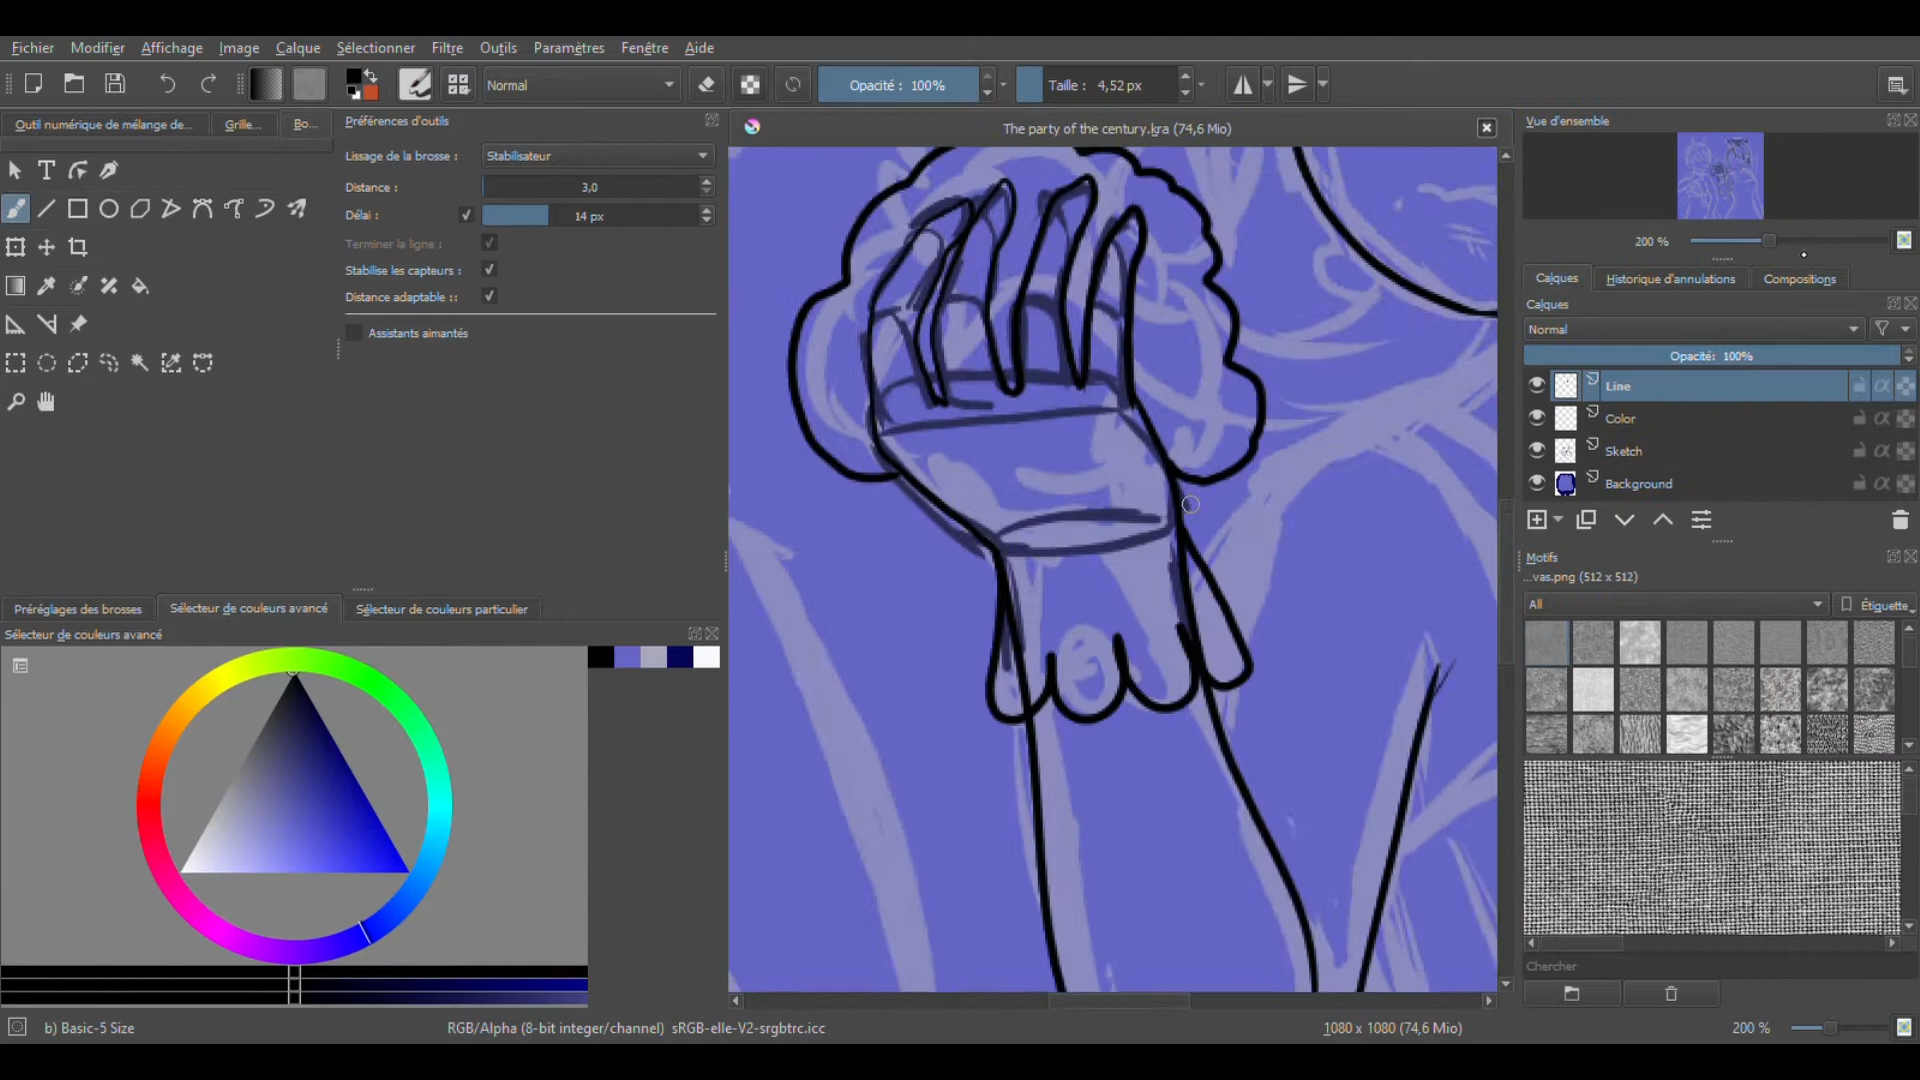 Fichier Modifier Affichage Image Calque Sélectionner Filtre Outils Paramètres Fenêtre Aide
Normal Opacité : 100% Taille : 4,52 px
Outil numérique de mélange de... Grille... Bo...
Préférences d'outils
Lissage de la brosse : Stabilisateur
Distance : 3,0
Délai : 14 px
Terminer la ligne :
Stabilise les capteurs :
Distance adaptable ::
Assistants aimantés
The party of the century.kra (74,6 Mio)
Vue d'ensemble
200 %
Calques Historique d'annulations Compositions
Calques
Normal
Opacité: 100%
Line
Color
Sketch
Background
Motifs
...vas.png (512 x 512)
All Étiquette
Chercher
Préréglages des brosses Sélecteur de couleurs avancé Sélecteur de couleurs particulier
Sélecteur de couleurs avancé
b) Basic-5 Size RGB/Alpha (8-bit integer/channel) sRGB-elle-V2-srgbtrc.icc 1080 x 1080 (74,6 Mio) 200 %